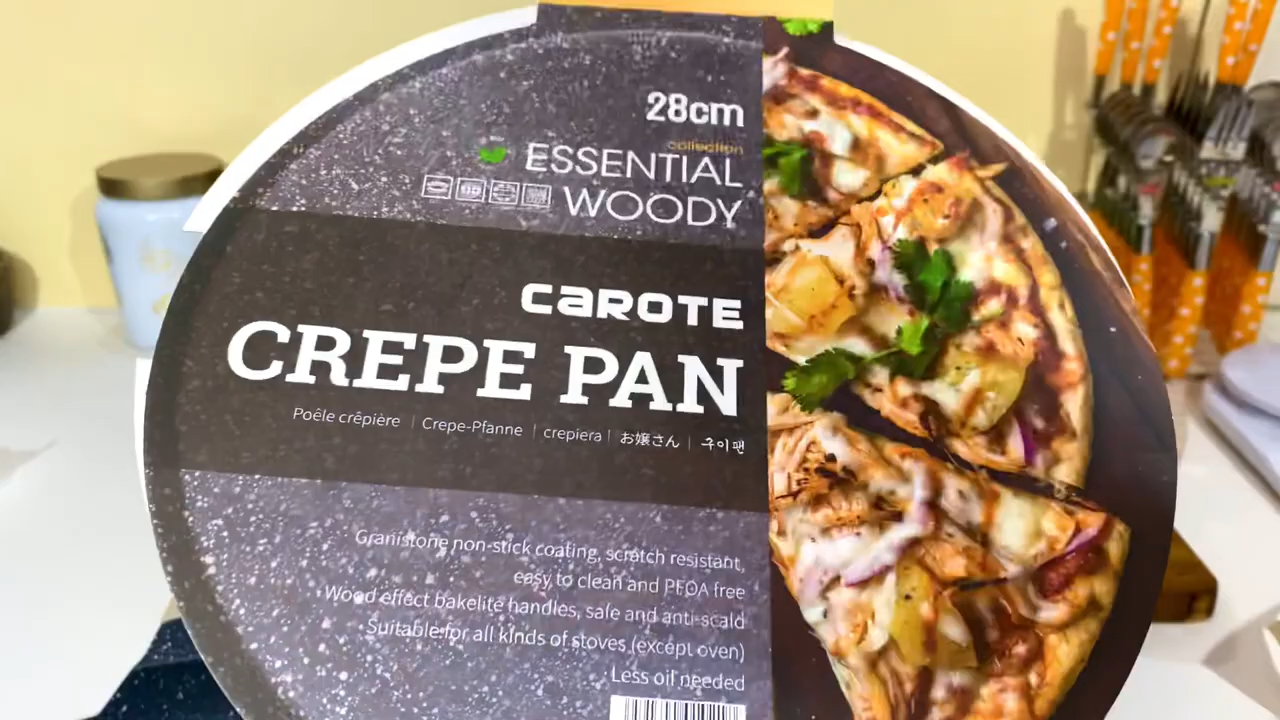 28cm
collection
ESSENTIAL
WOODY
CAROTE
CREPE PAN
Poêle crêpière | Crepe-Pfanne | crepiera | お嬢さん | 구이팬
Granistone non-stick coating, scratch resistant,
easy to clean and PFOA free
Wood effect bakelite handles, safe and anti-scald
Suitable for all kinds of stoves (except oven)
Less oil needed